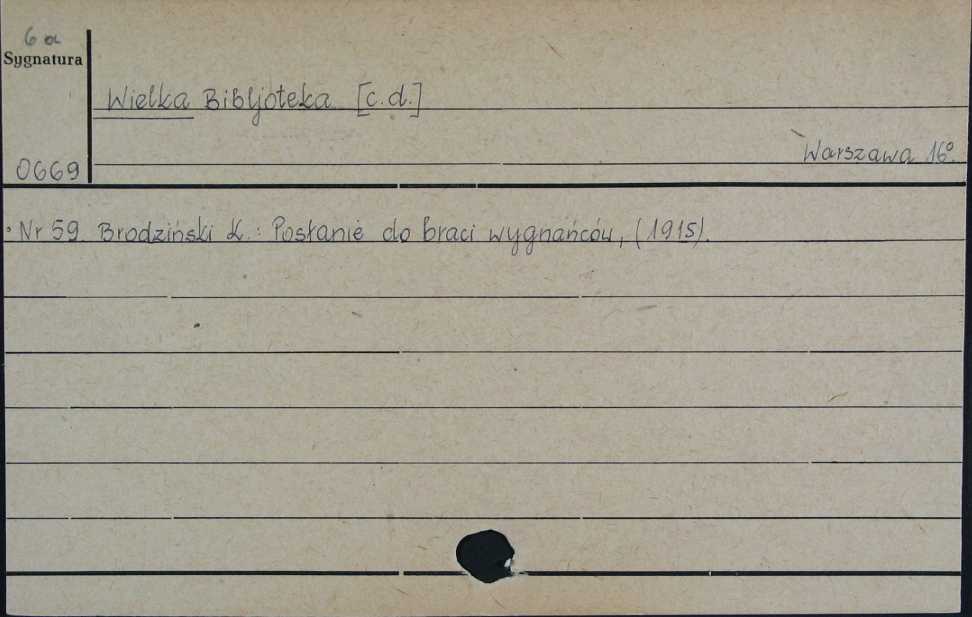 6a
Sygnatura
Wielka Bibljoteka [c.d.]
Warszawa 16°.
0669
Nr 59. Brodziński K.: Posłanie do braci wygnańców, (1915).